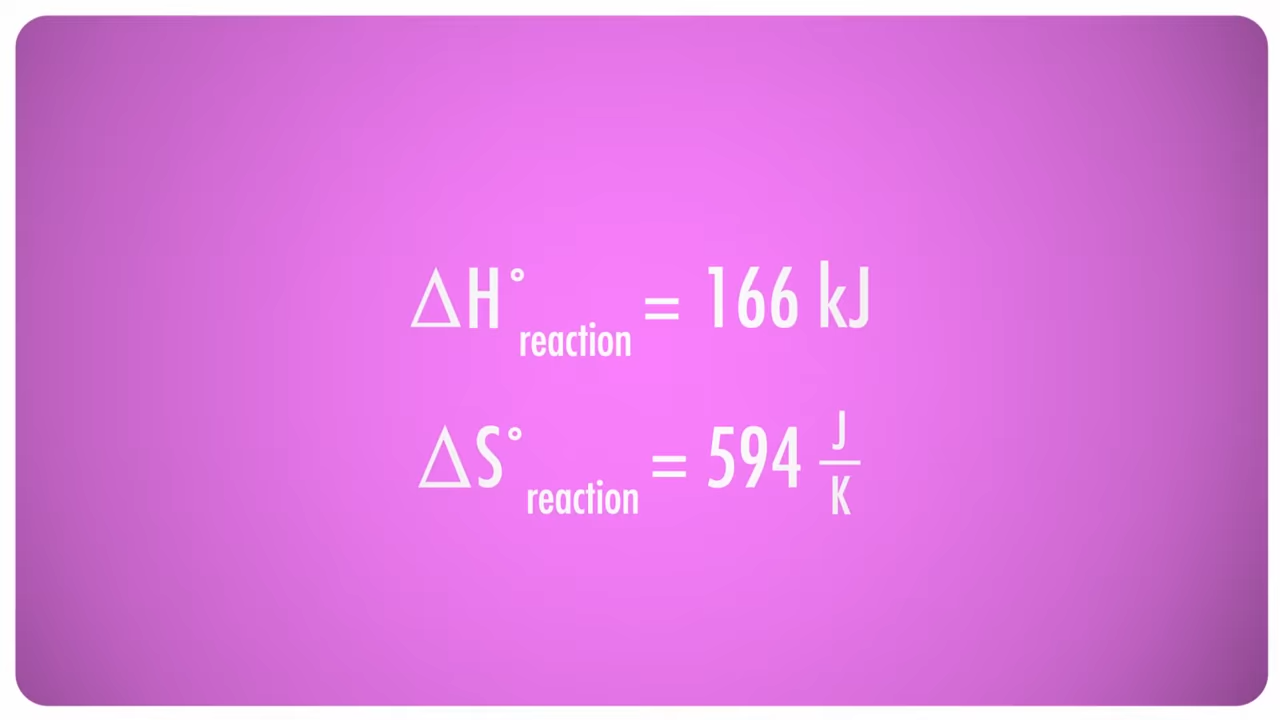 ΔH°reaction = 166 kJ
ΔS°reaction = 594 J/K